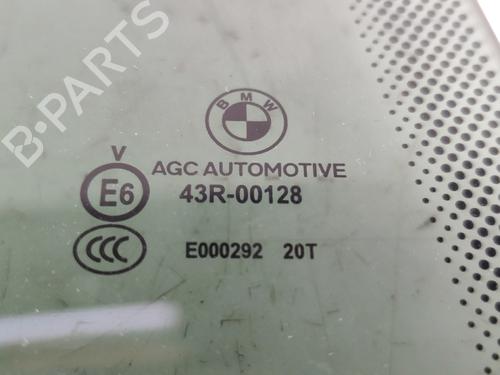 B-PARTS
BMW
AGC AUTOMOTIVE
V
E6 43R-00128
CCC E000292 20T